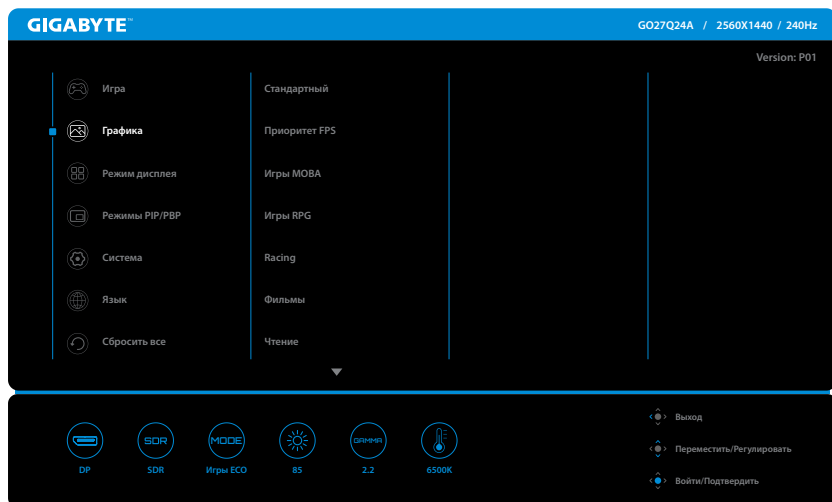 GIGABYTE™
GO27Q24A / 2560X1440 / 240Hz
Version: P01
Игра
Графика
Режим дисплея
Режимы PIP/PBP
Система
Язык
Сбросить все
Стандартный
Приоритет FPS
Игры MOBA
Игры RPG
Racing
Фильмы
Чтение
SDR
MODE
GAMMA
DP
SDR
Игры ECO
85
2.2
6500K
Выход
Переместить/Регулировать
Войти/Подтвердить